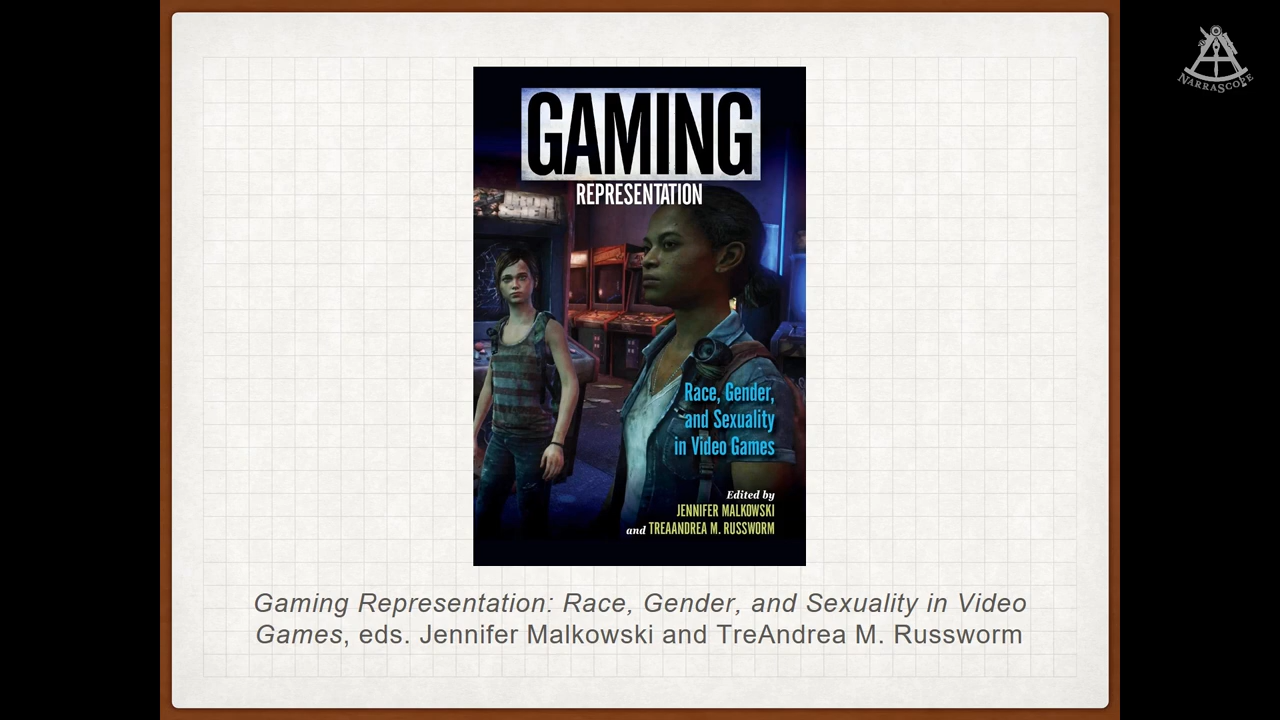 NARRASCOPE
GAMING
REPRESENTATION
Race, Gender,
and Sexuality
in Video Games
Edited by
JENNIFER MALKOWSKI
and TREAANDREA M. RUSSWORM
Gaming Representation: Race, Gender, and Sexuality in Video
Games, eds. Jennifer Malkowski and TreAndrea M. Russworm